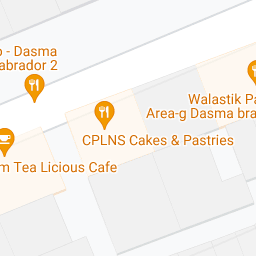 - Dasma
abrador 2
Walastik Pa
Area-g Dasma bra
CPLNS Cakes & Pastries
m Tea Licious Cafe